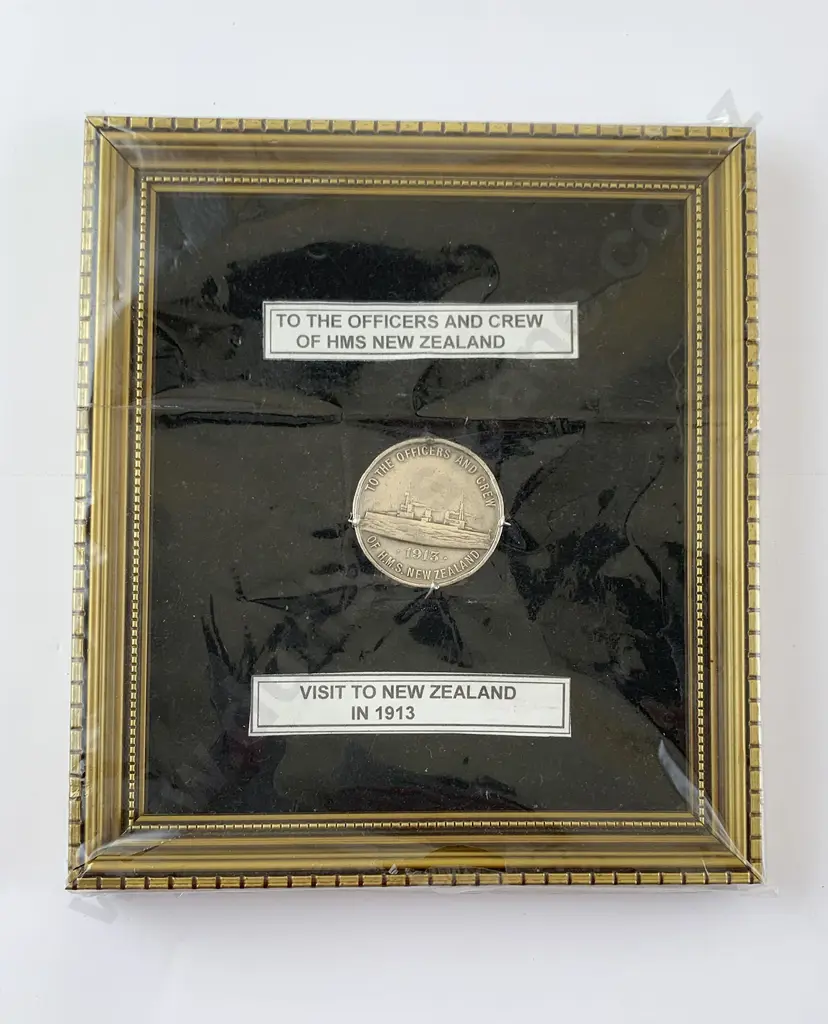 TO THE OFFICERS AND CREW
OF HMS NEW ZEALAND
TO THE OFFICERS AND CREW
· 1913 ·
OF H.M.S. NEW ZEALAND
VISIT TO NEW ZEALAND
IN 1913